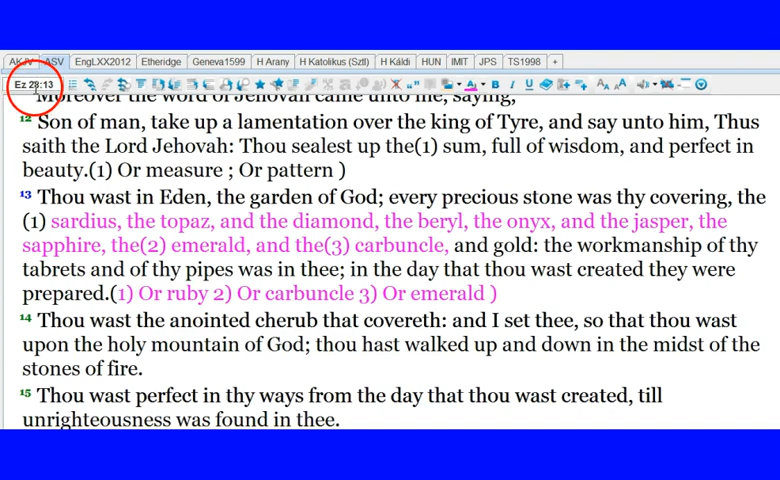 AKJV ASV EngLXX2012 Etheridge Geneva1599 H Arany H Katolikus (Sztl) H Káldi HUN IMIT JPS TS1998 +
Ez 28:13
Moreover the word of Jehovah came unto me, saying,
12 Son of man, take up a lamentation over the king of Tyre, and say unto him, Thus
saith the Lord Jehovah: Thou sealest up the(1) sum, full of wisdom, and perfect in
beauty.(1) Or measure ; Or pattern )
13 Thou wast in Eden, the garden of God; every precious stone was thy covering, the
(1) sardius, the topaz, and the diamond, the beryl, the onyx, and the jasper, the
sapphire, the(2) emerald, and the(3) carbuncle, and gold: the workmanship of thy
tabrets and of thy pipes was in thee; in the day that thou wast created they were
prepared.(1) Or ruby 2) Or carbuncle 3) Or emerald )
14 Thou wast the anointed cherub that covereth: and I set thee, so that thou wast
upon the holy mountain of God; thou hast walked up and down in the midst of the
stones of fire.
15 Thou wast perfect in thy ways from the day that thou wast created, till
unrighteousness was found in thee.